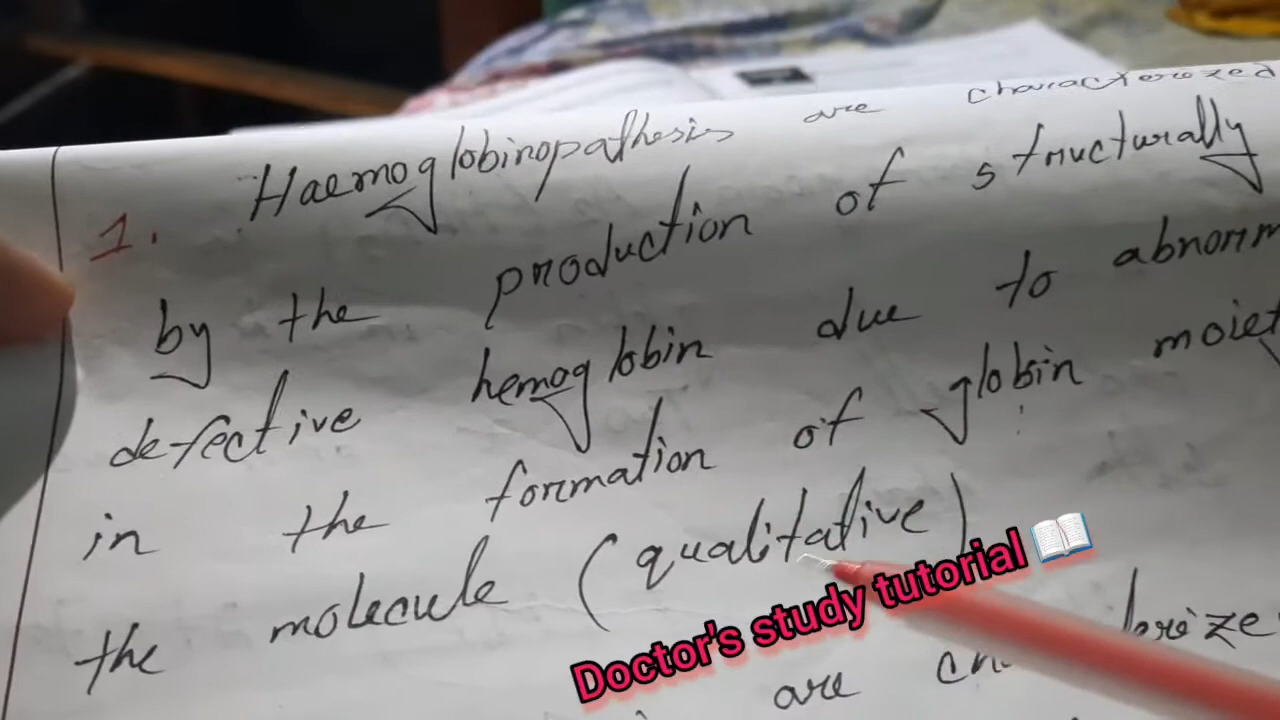 1. Haemoglobinopathesis are characterized
by the production of structurally
defective hemoglobin due to abnorm
in the formation of globin moiet
the molecule (qualitative)
are
Doctor's study tutorial 📖